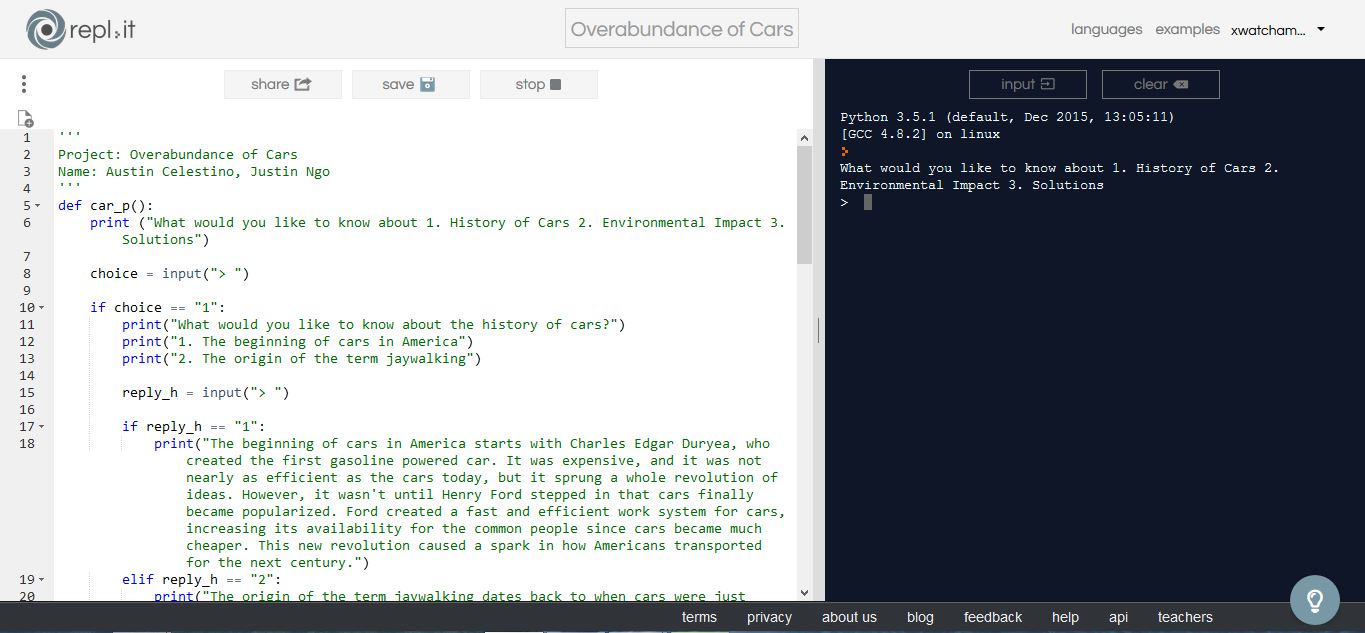 repl.it
Overabundance of Cars
languages examples xwatcham...
share save stop
input clear
1 '''
2 Project: Overabundance of Cars
3 Name: Austin Celestino, Justin Ngo
4 '''
5 def car_p():
6 print ("What would you like to know about 1. History of Cars 2. Environmental Impact 3.
Solutions")
7
8 choice = input("> ")
9
10 if choice == "1":
11 print("What would you like to know about the history of cars?")
12 print("1. The beginning of cars in America")
13 print("2. The origin of the term jaywalking")
14
15 reply_h = input("> ")
16
17 if reply_h == "1":
18 print("The beginning of cars in America starts with Charles Edgar Duryea, who
created the first gasoline powered car. It was expensive, and it was not
nearly as efficient as the cars today, but it sprung a whole revolution of
ideas. However, it wasn't until Henry Ford stepped in that cars finally
became popularized. Ford created a fast and efficient work system for cars,
increasing its availability for the common people since cars became much
cheaper. This new revolution caused a spark in how Americans transported
for the next century.")
19 elif reply_h == "2":
20 print("The origin of the term jaywalking dates back to when cars were just
Python 3.5.1 (default, Dec 2015, 13:05:11)
[GCC 4.8.2] on linux
What would you like to know about 1. History of Cars 2.
Environmental Impact 3. Solutions
>
terms privacy about us blog feedback help api teachers